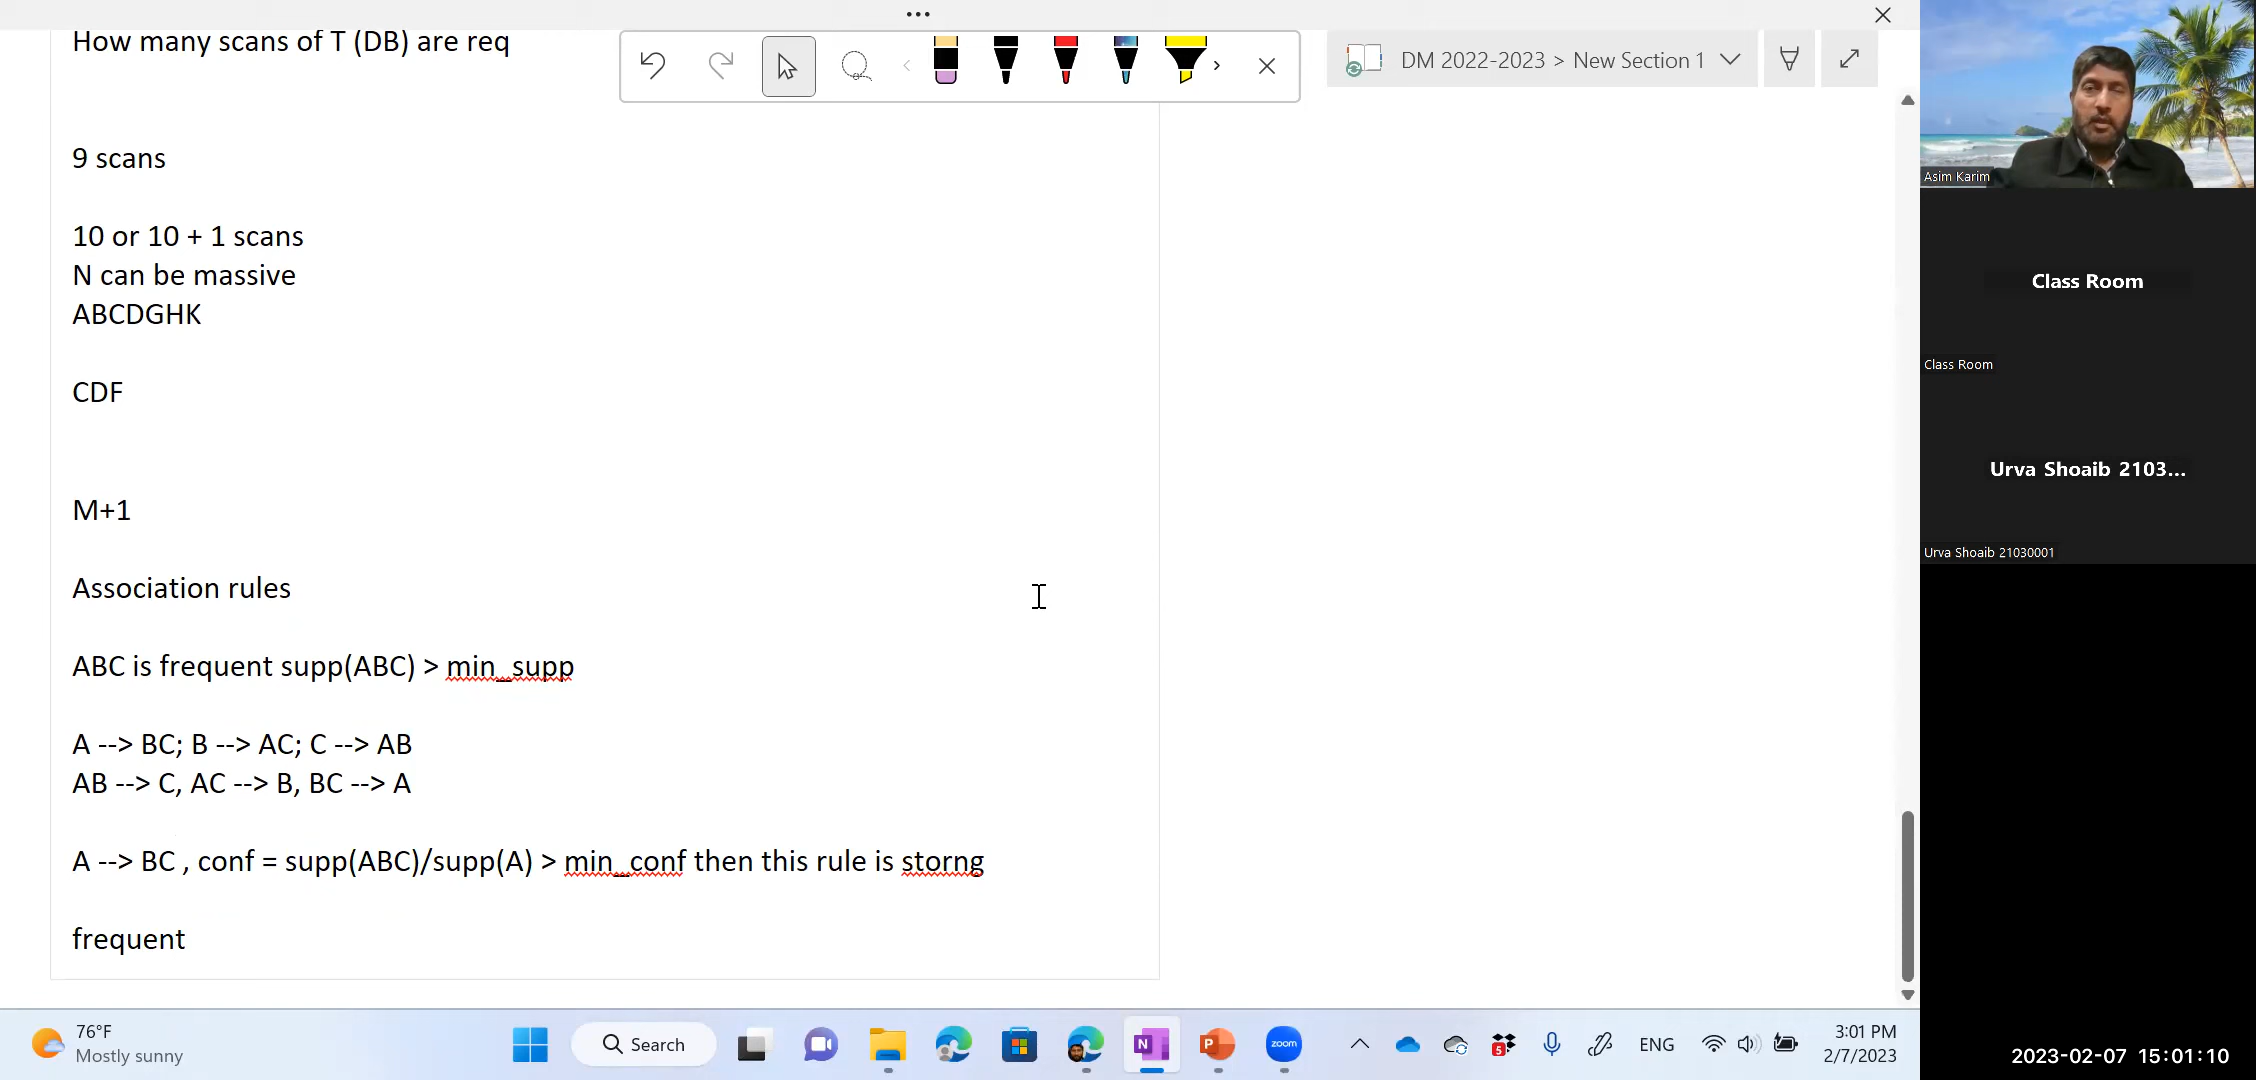 How many scans of T (DB) are req
DM 2022-2023 > New Section 1
9 scans
10 or 10 + 1 scans
N can be massive
ABCDGHK
CDF
M+1
Association rules
ABC is frequent supp(ABC) > min_supp
A --> BC; B --> AC; C --> AB
AB --> C, AC --> B, BC --> A
A --> BC , conf = supp(ABC)/supp(A) > min_conf then this rule is storng
frequent
Asim Karim
Class Room
Class Room
Urva Shoaib 2103...
Urva Shoaib 21030001
76°F
Mostly sunny
Search
N
P
zoom
5
ENG
3:01 PM
2/7/2023
2023-02-07 15:01:10